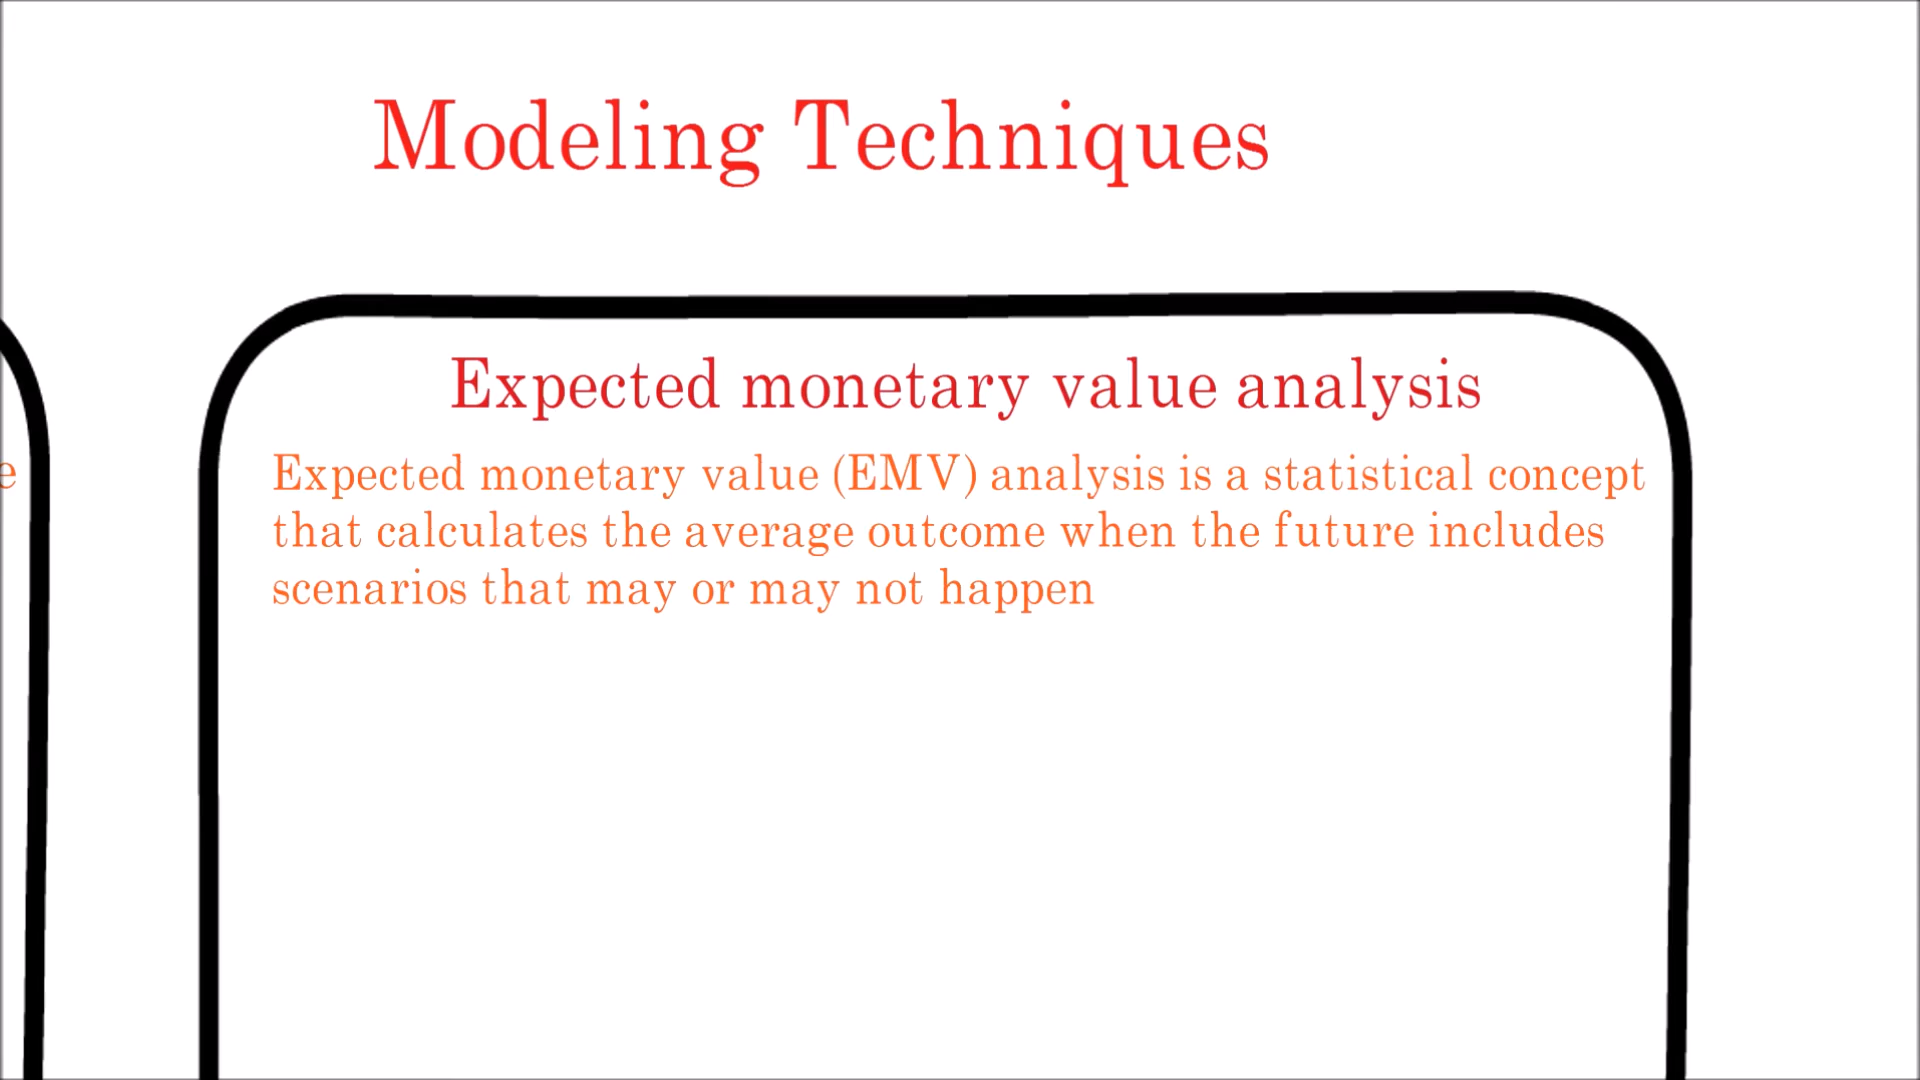 Modeling Techniques
Expected monetary value analysis
Expected monetary value (EMV) analysis is a statistical concept
that calculates the average outcome when the future includes
scenarios that may or may not happen